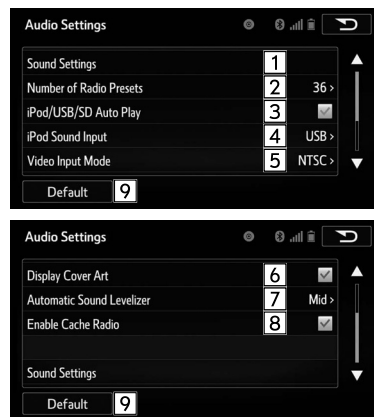 Audio Settings
Sound Settings 1
Number of Radio Presets 2 36 >
iPod/USB/SD Auto Play 3
iPod Sound Input 4 USB >
Video Input Mode 5 NTSC >
Default 9
Audio Settings
Display Cover Art 6
Automatic Sound Levelizer 7 Mid >
Enable Cache Radio 8
Sound Settings
Default 9